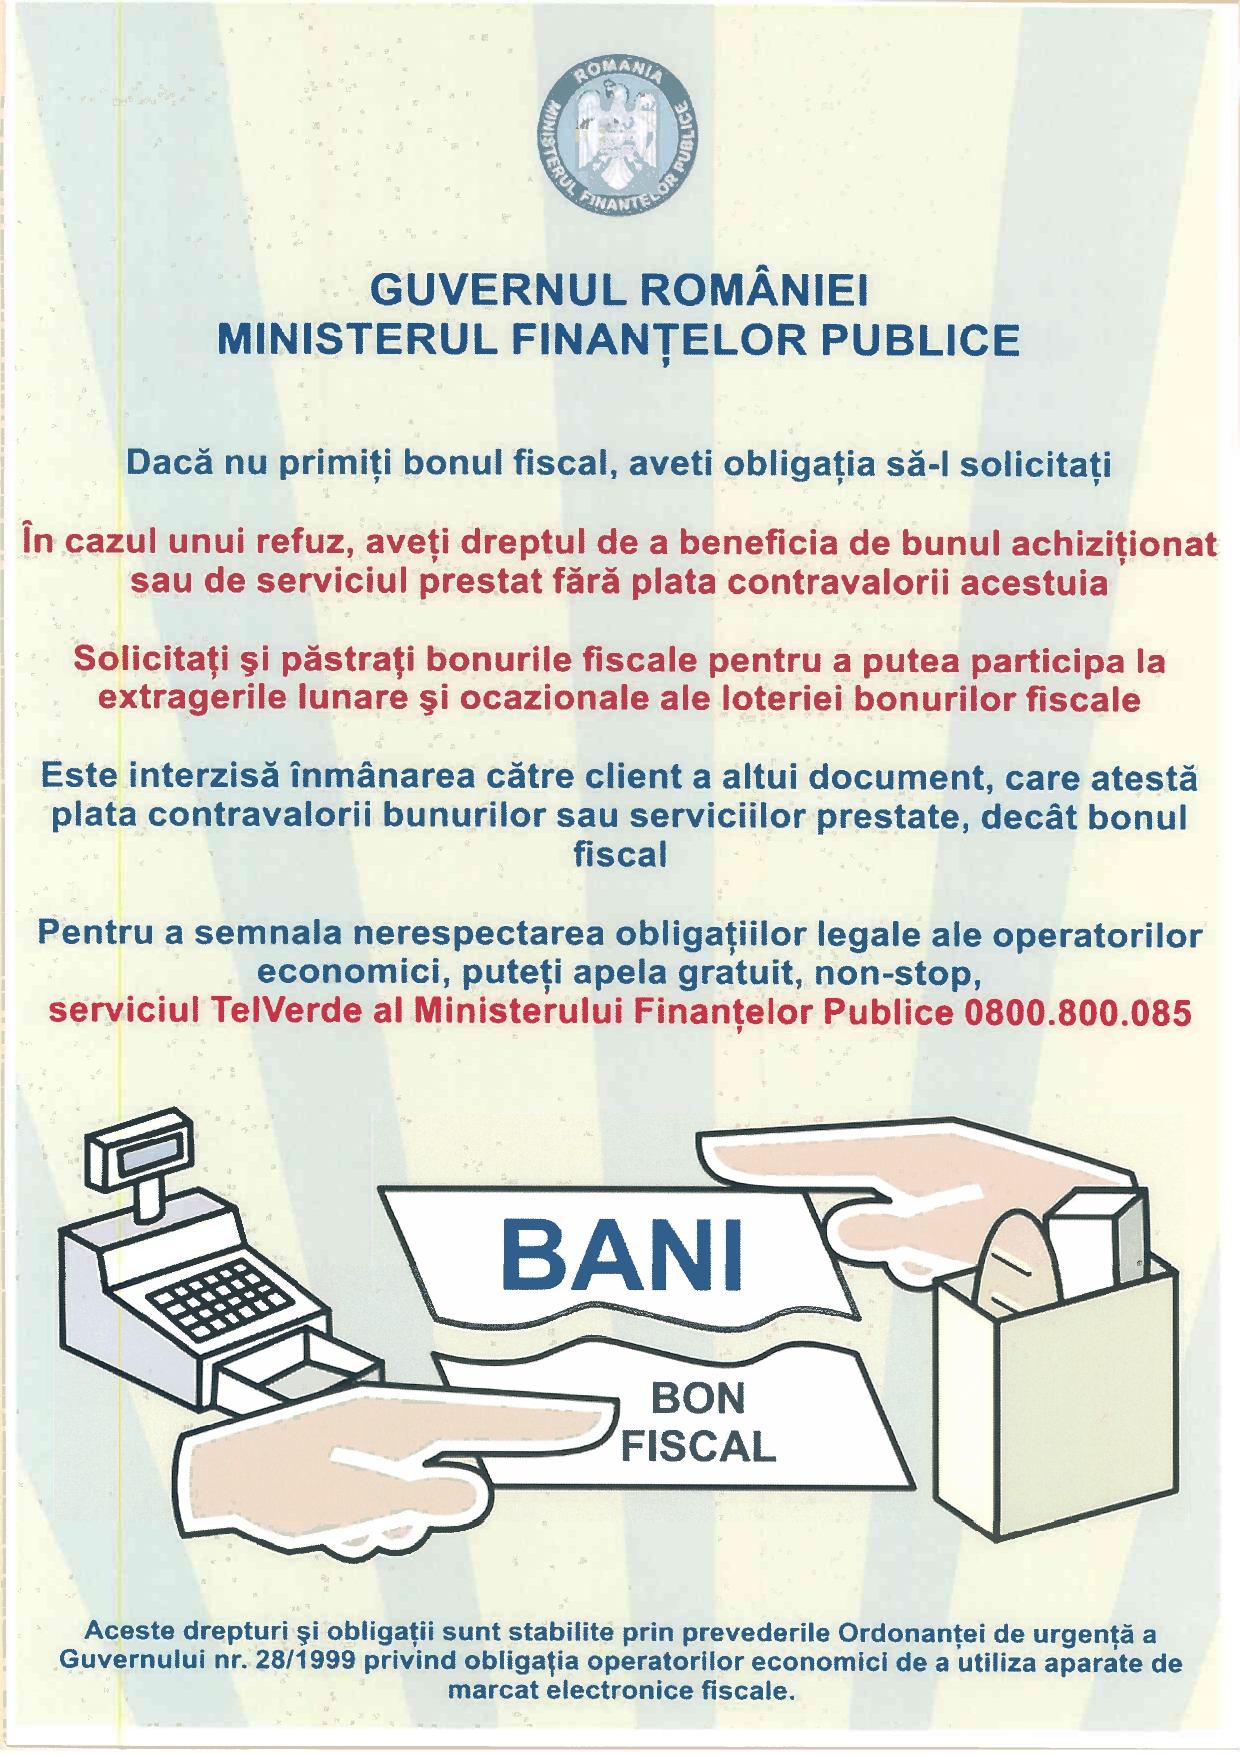 ROMANIA
MINISTERUL FINANTELOR PUBLICE
GUVERNUL ROMÂNIEI
MINISTERUL FINANȚELOR PUBLICE
Dacă nu primiți bonul fiscal, aveti obligația să-l solicitați
În cazul unui refuz, aveți dreptul de a beneficia de bunul achiziționat
sau de serviciul prestat fără plata contravalorii acestuia
Solicitați şi păstrați bonurile fiscale pentru a putea participa la
extragerile lunare şi ocazionale ale loteriei bonurilor fiscale
Este interzisă înmânarea către client a altui document, care atestă
plata contravalorii bunurilor sau serviciilor prestate, decât bonul
fiscal
Pentru a semnala nerespectarea obligațiilor legale ale operatorilor
economici, puteți apela gratuit, non-stop,
serviciul TelVerde al Ministerului Finanțelor Publice 0800.800.085
BANI
BON
FISCAL
Aceste drepturi şi obligații sunt stabilite prin prevederile Ordonanței de urgență a
Guvernului nr. 28/1999 privind obligația operatorilor economici de a utiliza aparate de
marcat electronice fiscale.